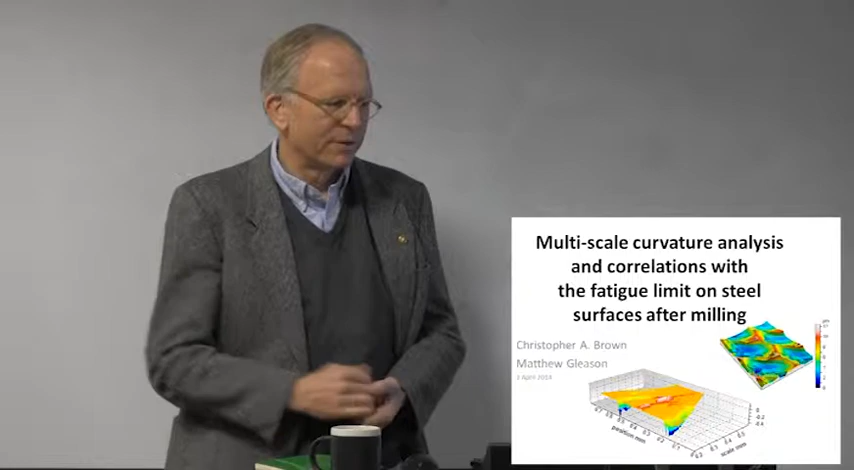 Multi-scale curvature analysis
and correlations with
the fatigue limit on steel
surfaces after milling
Christopher A. Brown
Matthew Gleason
position mm
scale mm